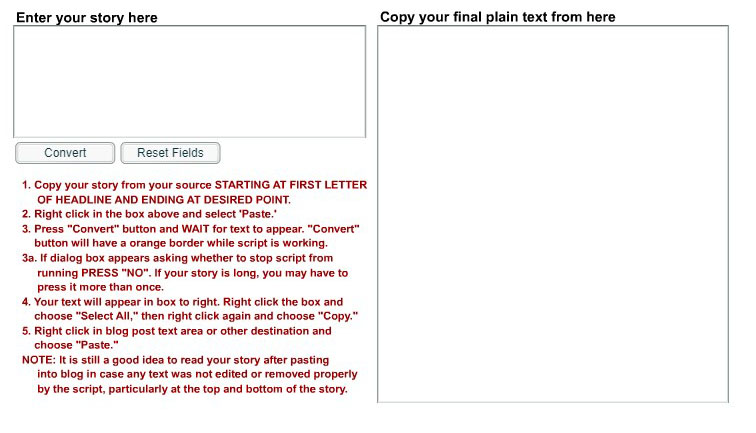 Enter your story here
Copy your final plain text from here
Convert
Reset Fields
1. Copy your story from your source STARTING AT FIRST LETTER
OF HEADLINE AND ENDING AT DESIRED POINT.
2. Right click in the box above and select 'Paste.'
3. Press "Convert" button and WAIT for text to appear. "Convert"
button will have a orange border while script is working.
3a. If dialog box appears asking whether to stop script from
running PRESS "NO". If your story is long, you may have to
press it more than once.
4. Your text will appear in box to right. Right click the box and
choose "Select All," then right click again and choose "Copy."
5. Right click in blog post text area or other destination and
choose "Paste."
NOTE: It is still a good idea to read your story after pasting
into blog in case any text was not edited or removed properly
by the script, particularly at the top and bottom of the story.